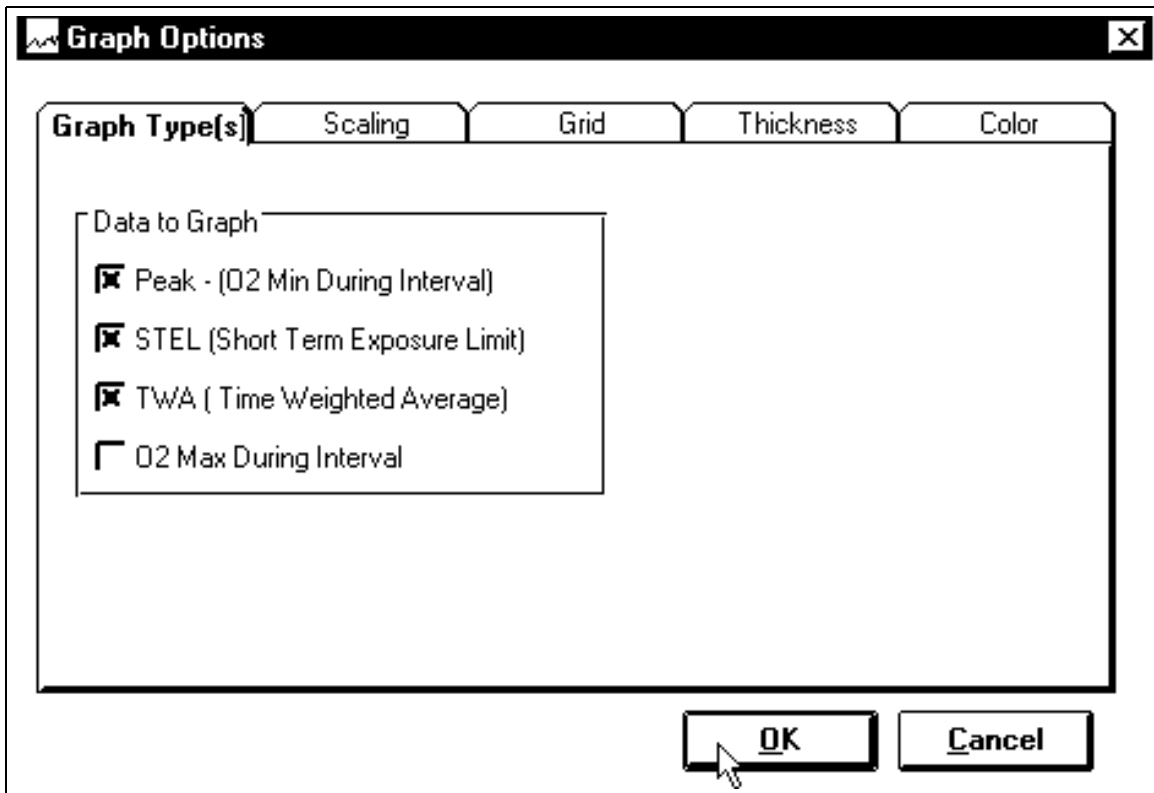 Graph Options
Graph Type(s)
Scaling
Grid
Thickness
Color
Data to Graph
Peak - (O2 Min During Interval)
STEL (Short Term Exposure Limit)
TWA ( Time Weighted Average)
O2 Max During Interval
OK
Cancel